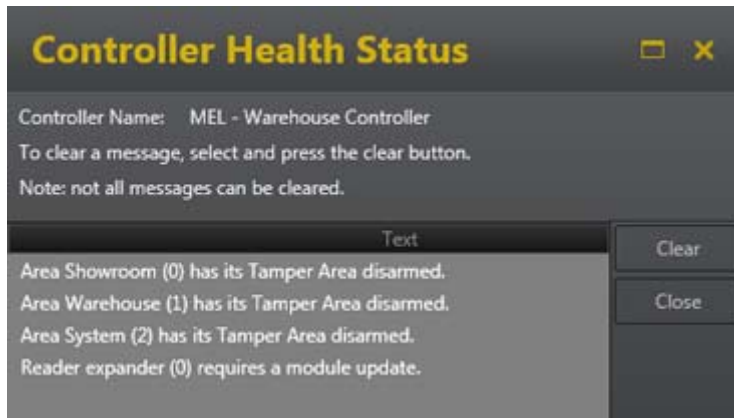 Controller Health Status
Controller Name: MEL - Warehouse Controller
To clear a message, select and press the clear button.
Note: not all messages can be cleared.
Text
Clear
Area Showroom (0) has its Tamper Area disarmed.
Area Warehouse (1) has its Tamper Area disarmed.
Close
Area System (2) has its Tamper Area disarmed.
Reader expander (0) requires a module update.